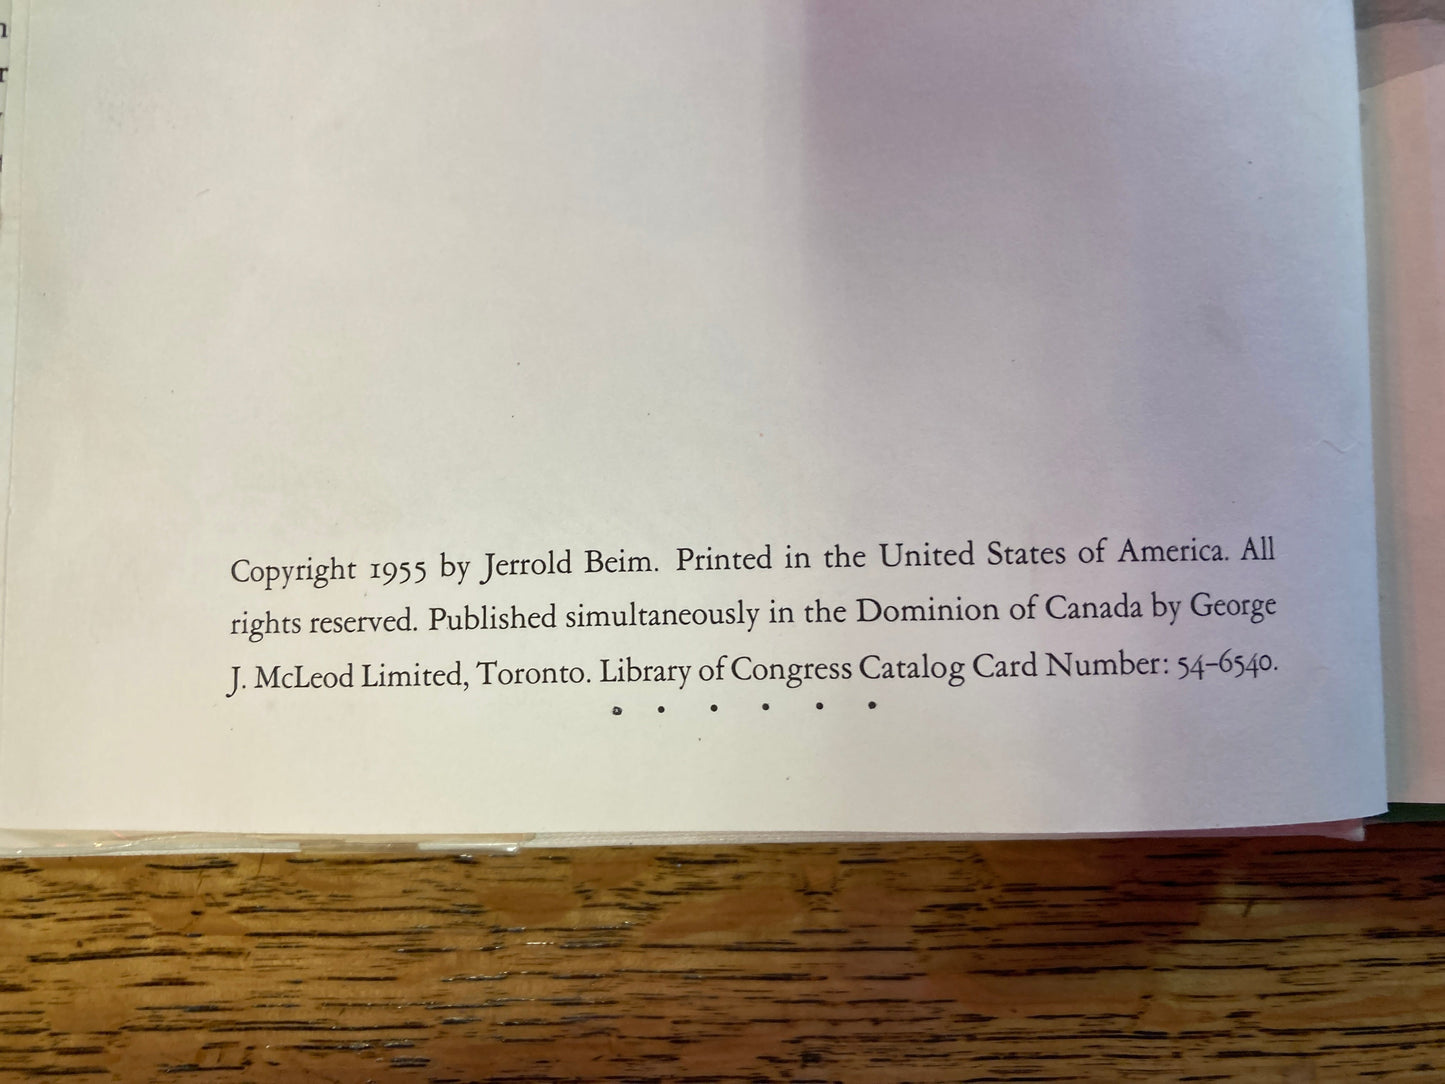 Copyright 1955 by Jerrold Beim. Printed in the United States of America. All
rights reserved. Published simultaneously in the Dominion of Canada by George
J. McLeod Limited, Toronto. Library of Congress Catalog Card Number: 54–6540.